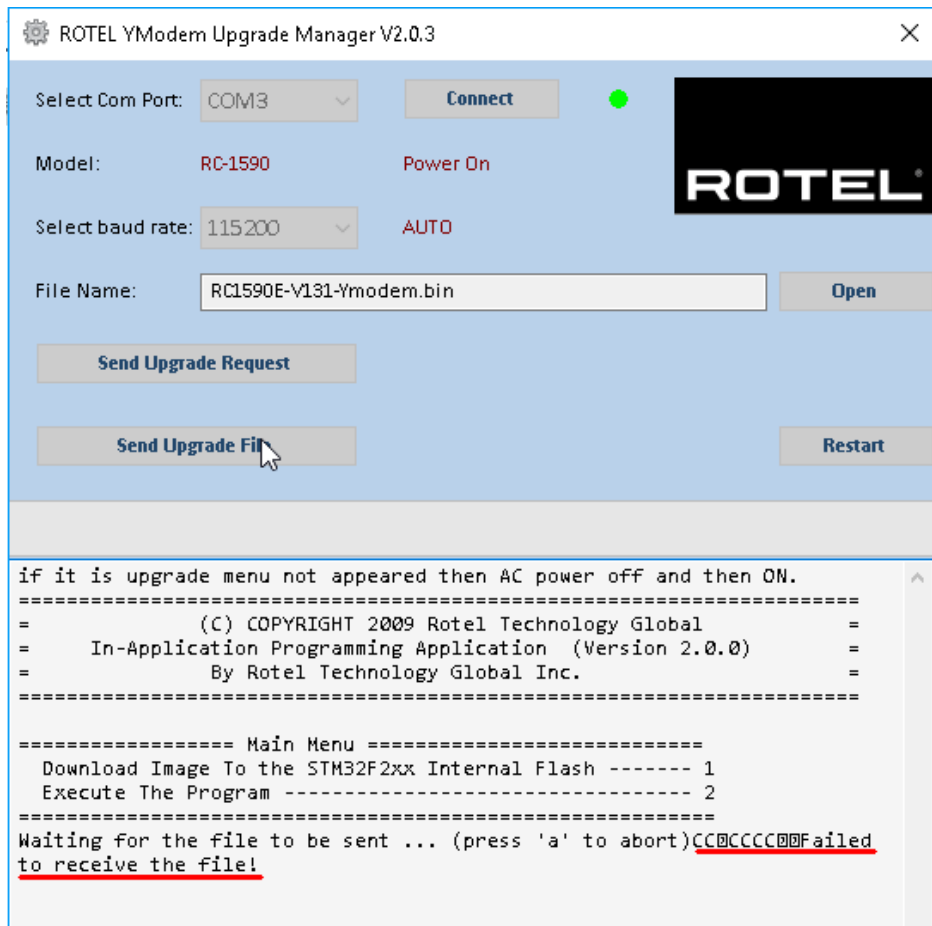 ROTEL YModem Upgrade Manager V2.0.3
Select Com Port: COM3 Connect
ROTEL
Model: RC-1590 Power On
Select baud rate: 115200 AUTO
File Name: RC1590E-V131-Ymodem.bin Open
Send Upgrade Request
Send Upgrade File Restart
if it is upgrade menu not appeared then AC power off and then ON.
======================================================================
= (C) COPYRIGHT 2009 Rotel Technology Global =
= In-Application Programming Application (Version 2.0.0) =
= By Rotel Technology Global Inc. =
======================================================================
================== Main Menu ============================
Download Image To the STM32F2xx Internal Flash ------- 1
Execute The Program ---------------------------------- 2
==========================================================
Waiting for the file to be sent ... (press 'a' to abort)CC␀CCCC␀␀Failed
to receive the file!